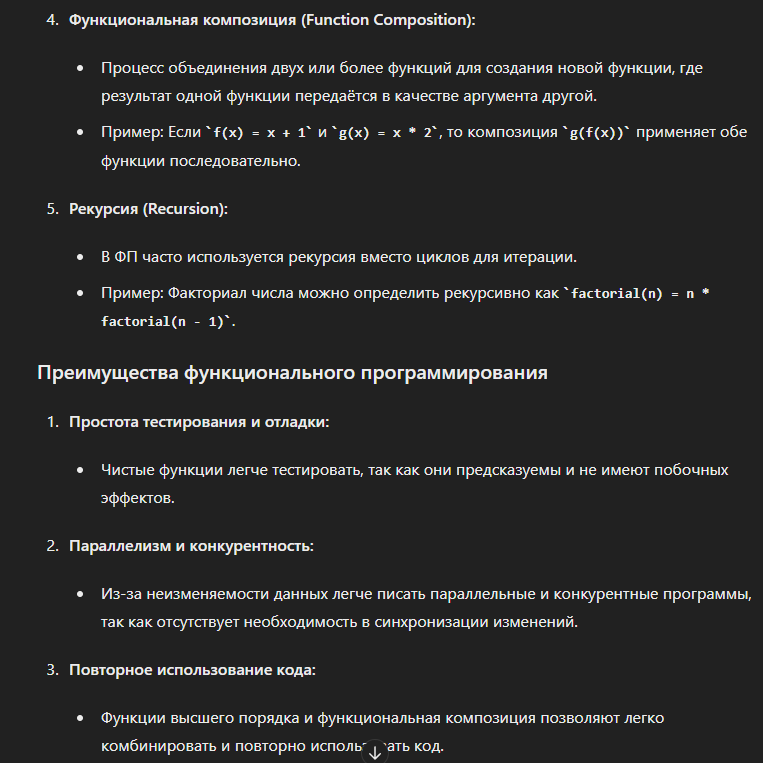 4. Функциональная композиция (Function Composition):
• Процесс объединения двух или более функций для создания новой функции, где
результат одной функции передаётся в качестве аргумента другой.
• Пример: Если `f(x) = x + 1` и `g(x) = x * 2`, то композиция `g(f(x))` применяет обе
функции последовательно.
5. Рекурсия (Recursion):
• В ФП часто используется рекурсия вместо циклов для итерации.
• Пример: Факториал числа можно определить рекурсивно как `factorial(n) = n *
factorial(n - 1)`.
Преимущества функционального программирования
1. Простота тестирования и отладки:
• Чистые функции легче тестировать, так как они предсказуемы и не имеют побочных
эффектов.
2. Параллелизм и конкурентность:
• Из-за неизменяемости данных легче писать параллельные и конкурентные программы,
так как отсутствует необходимость в синхронизации изменений.
3. Повторное использование кода:
• Функции высшего порядка и функциональная композиция позволяют легко
комбинировать и повторно использовать код.